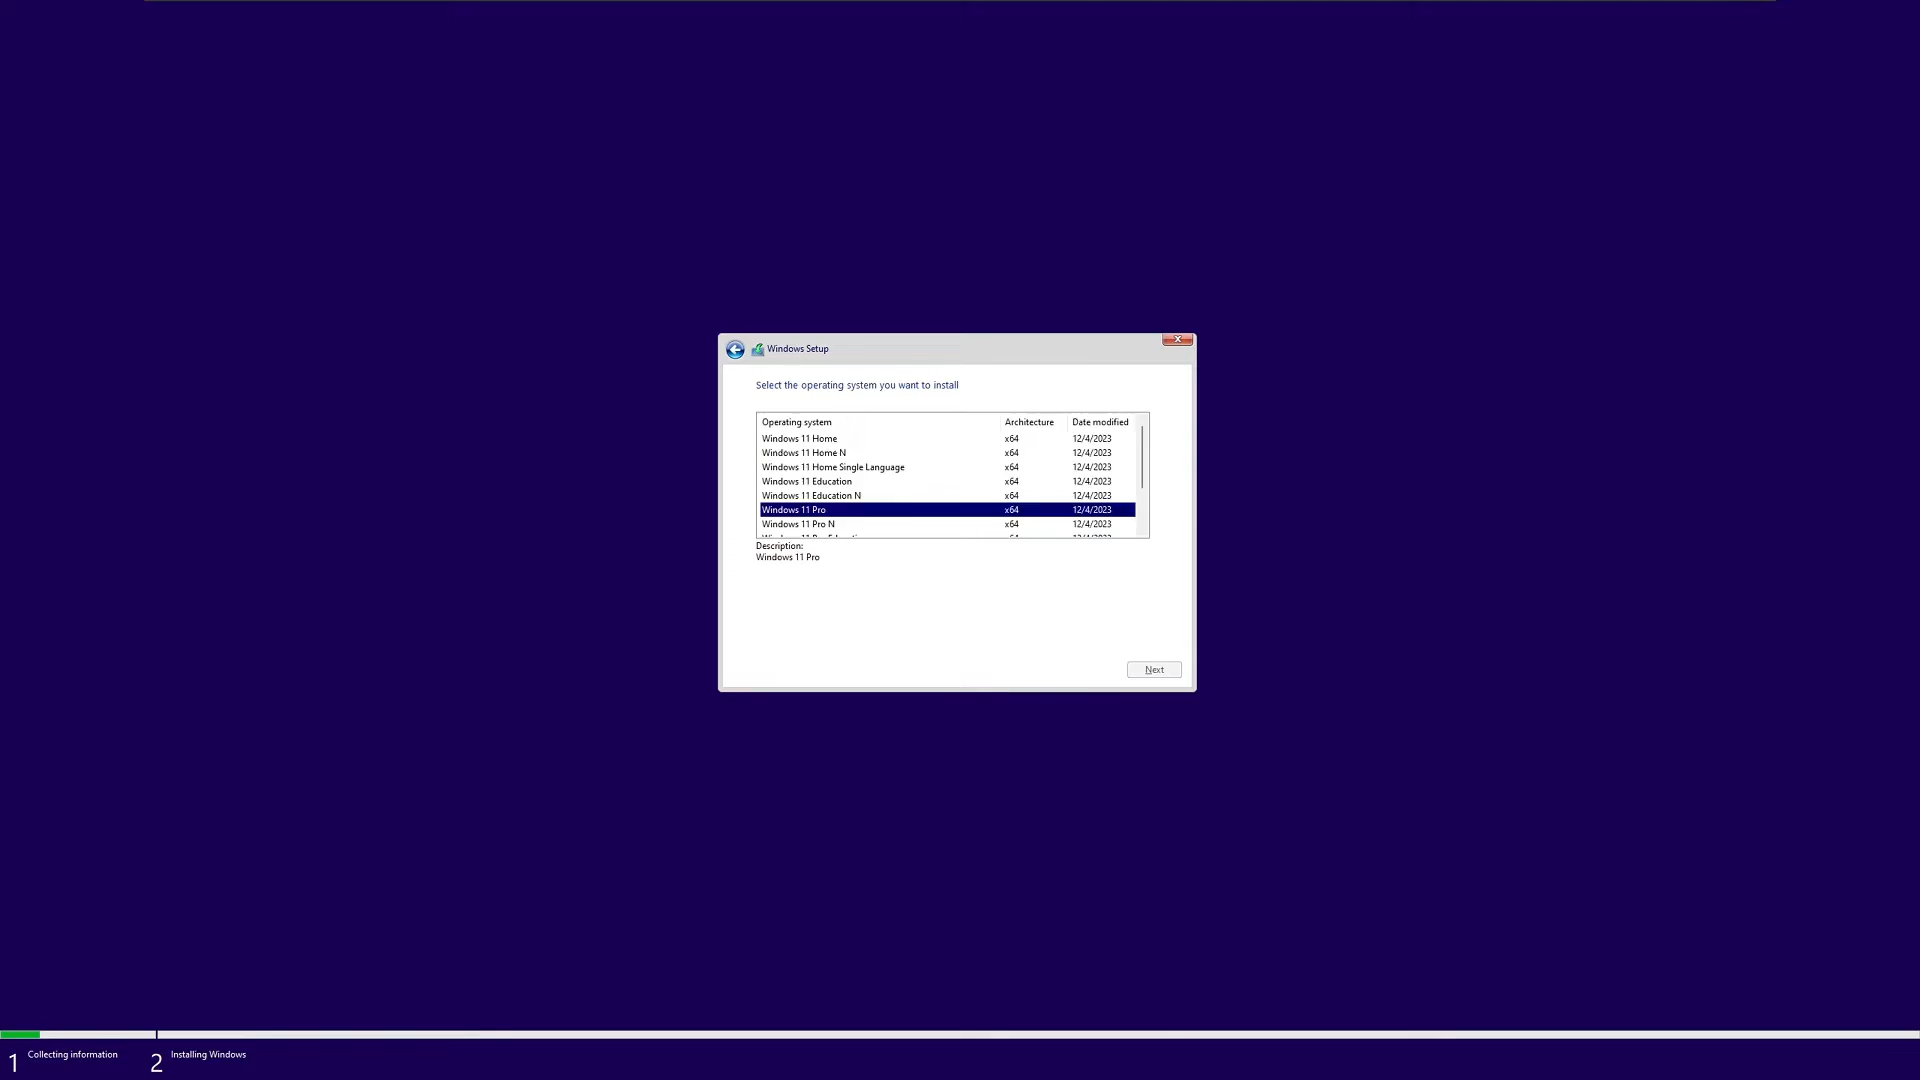 Windows Setup
Select the operating system you want to install
Operating system Architecture Date modified
Windows 11 Home x64 12/4/2023
Windows 11 Home N x64 12/4/2023
Windows 11 Home Single Language x64 12/4/2023
Windows 11 Education x64 12/4/2023
Windows 11 Education N x64 12/4/2023
Windows 11 Pro x64 12/4/2023
Windows 11 Pro N x64 12/4/2023
Description:
Windows 11 Pro
Next
1 Collecting information 2 Installing Windows